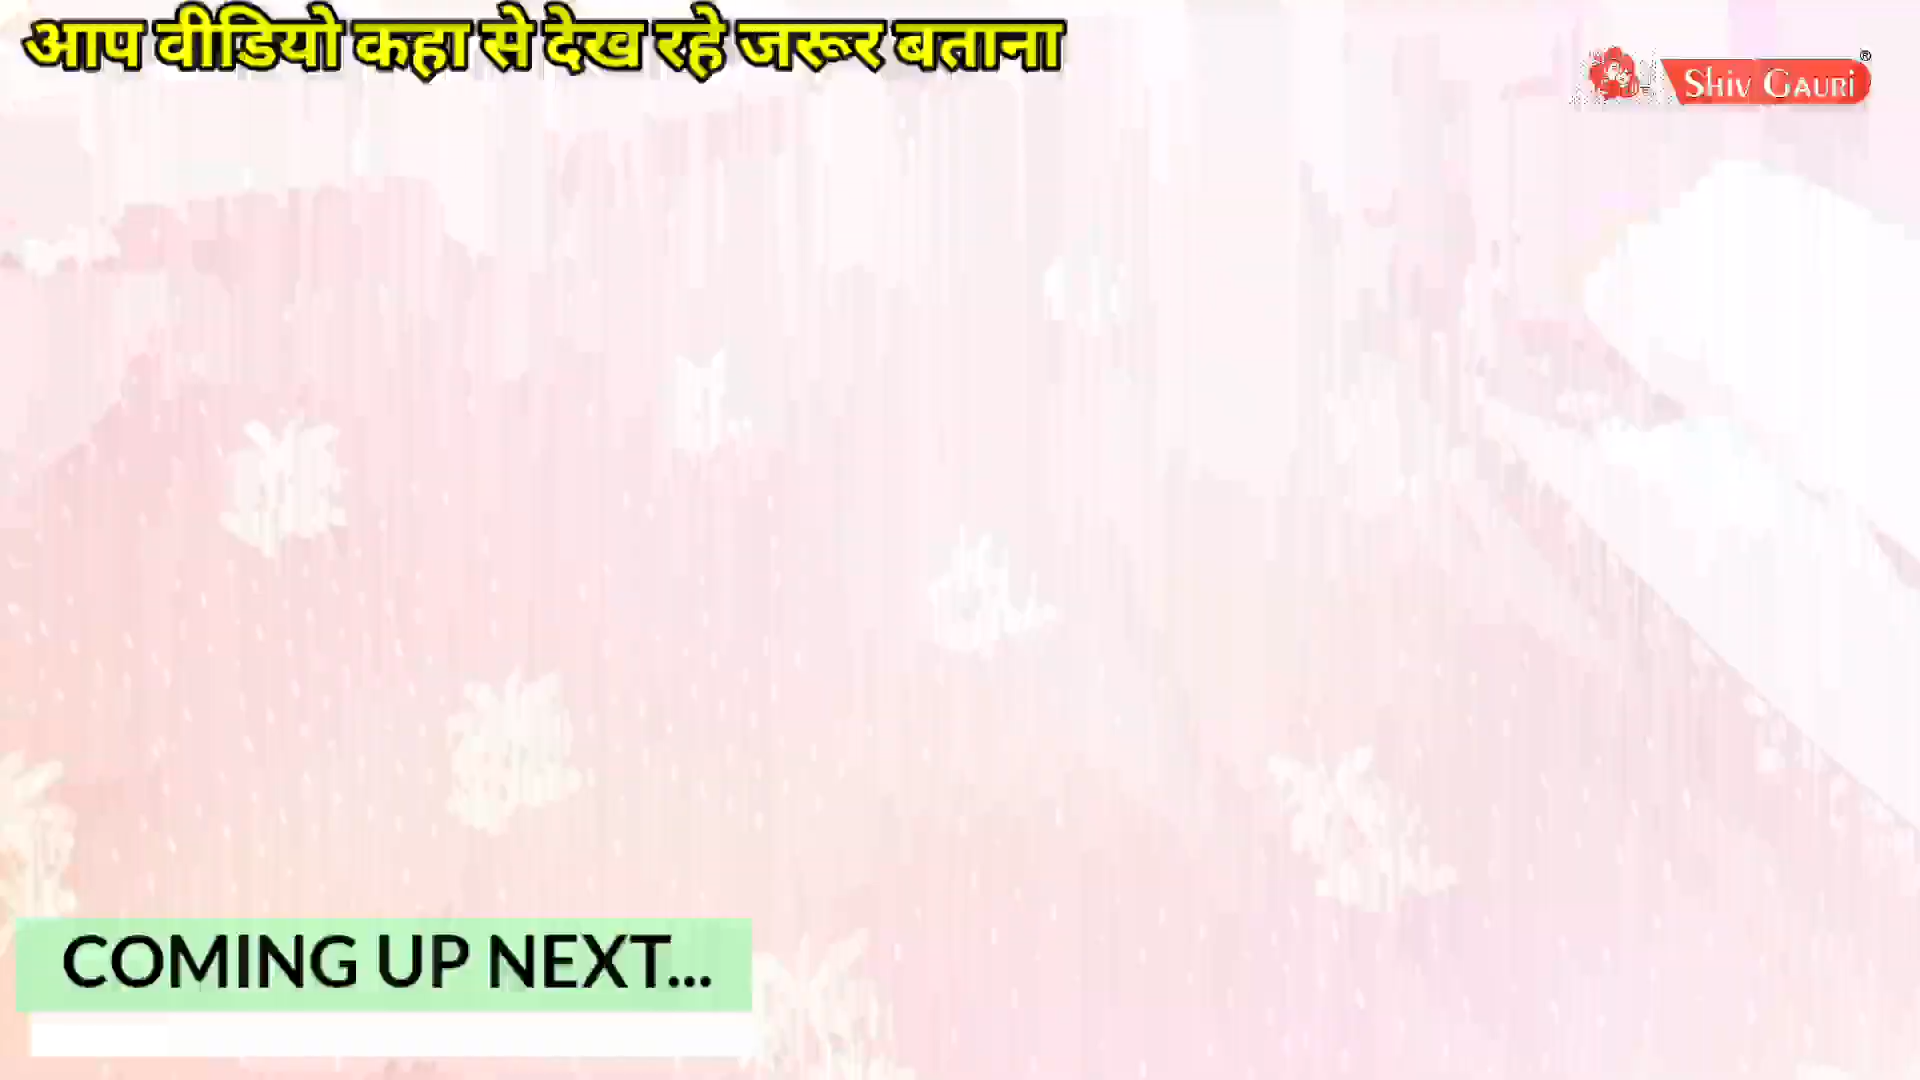 आप वीडियो कहा से देख रहे जरूर बताना
SHIV GAURI ®
COMING UP NEXT...